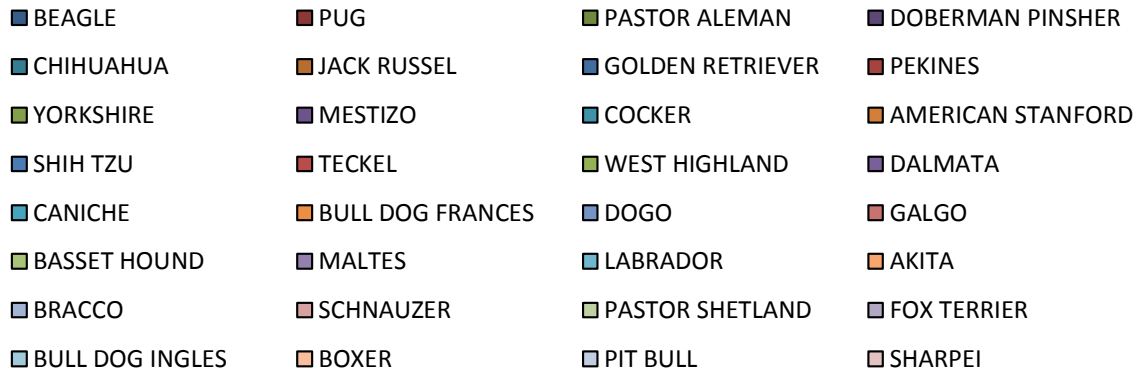 BEAGLE PUG PASTOR ALEMAN DOBERMAN PINSHER
CHIHUAHUA JACK RUSSEL GOLDEN RETRIEVER PEKINES
YORKSHIRE MESTIZO COCKER AMERICAN STANFORD
SHIH TZU TECKEL WEST HIGHLAND DALMATA
CANICHE BULL DOG FRANCES DOGO GALGO
BASSET HOUND MALTES LABRADOR AKITA
BRACCO SCHNAUZER PASTOR SHETLAND FOX TERRIER
BULL DOG INGLES BOXER PIT BULL SHARPEI